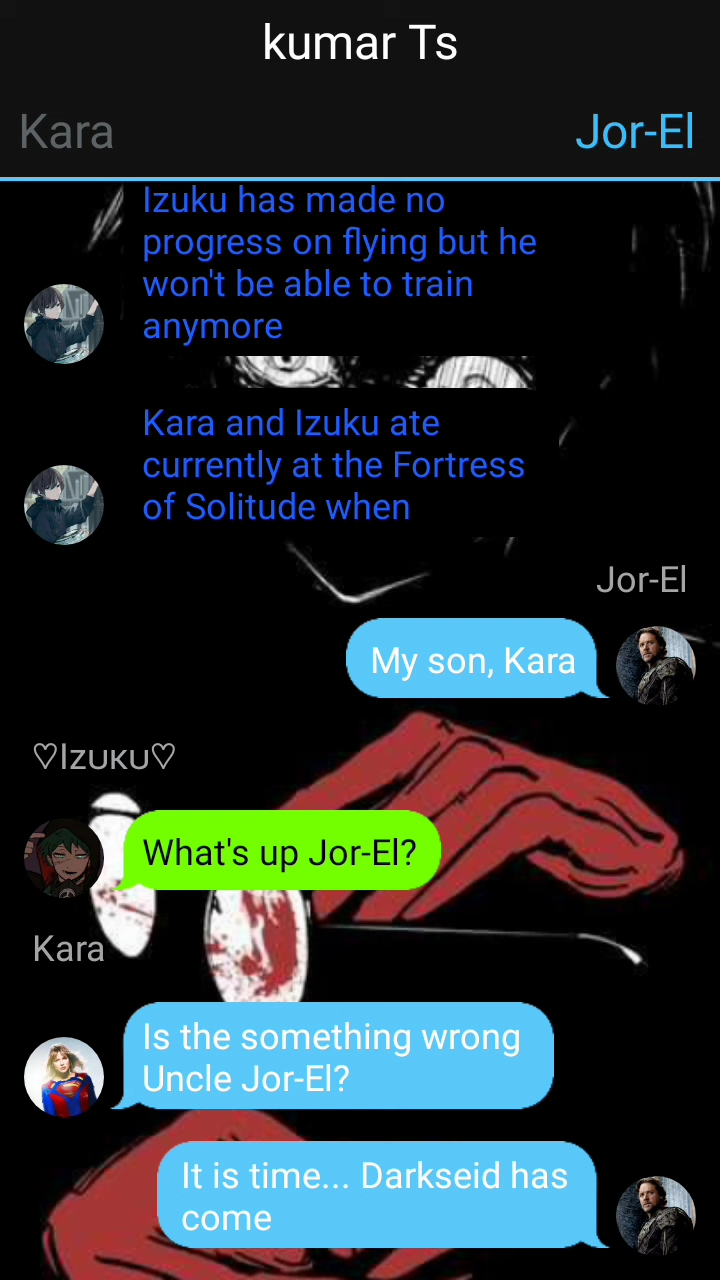 kumar Ts
Kara
Jor-El
Izuku has made no
progress on flying but he
won't be able to train
anymore
Kara and Izuku ate
currently at the Fortress
of Solitude when
Jor-El
My son, Kara
♡Izuku♡
What's up Jor-El?
Kara
Is the something wrong
Uncle Jor-El?
It is time... Darkseid has
come